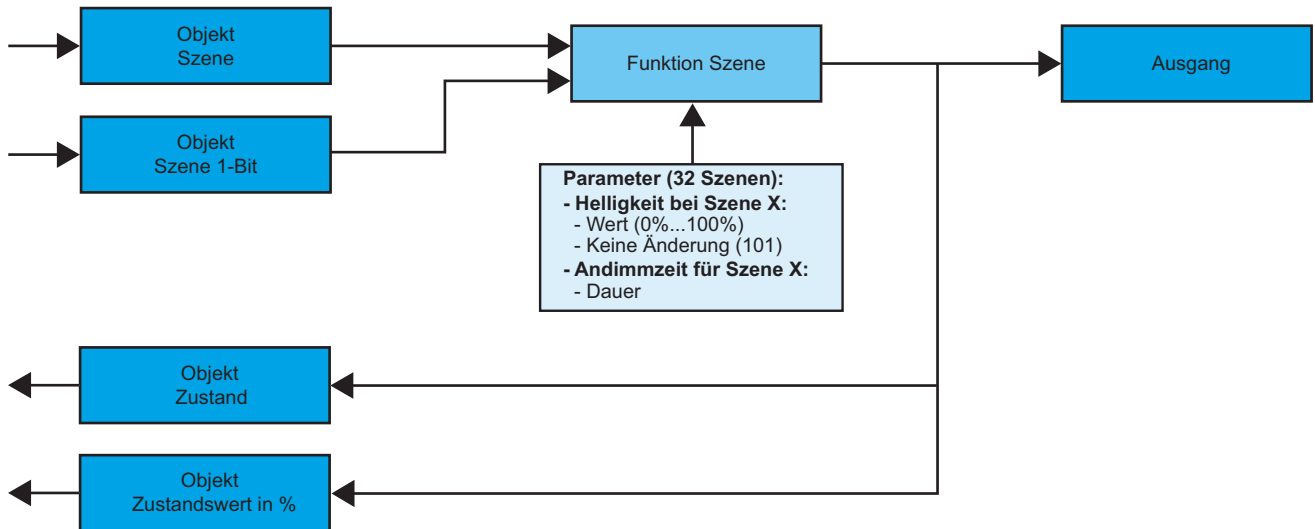 Objekt
Szene
Funktion Szene
Ausgang
Objekt
Szene 1-Bit
Parameter (32 Szenen):
- Helligkeit bei Szene X:
- Wert (0%...100%)
- Keine Änderung (101)
- Andimmzeit für Szene X:
- Dauer
Objekt
Zustand
Objekt
Zustandswert in %